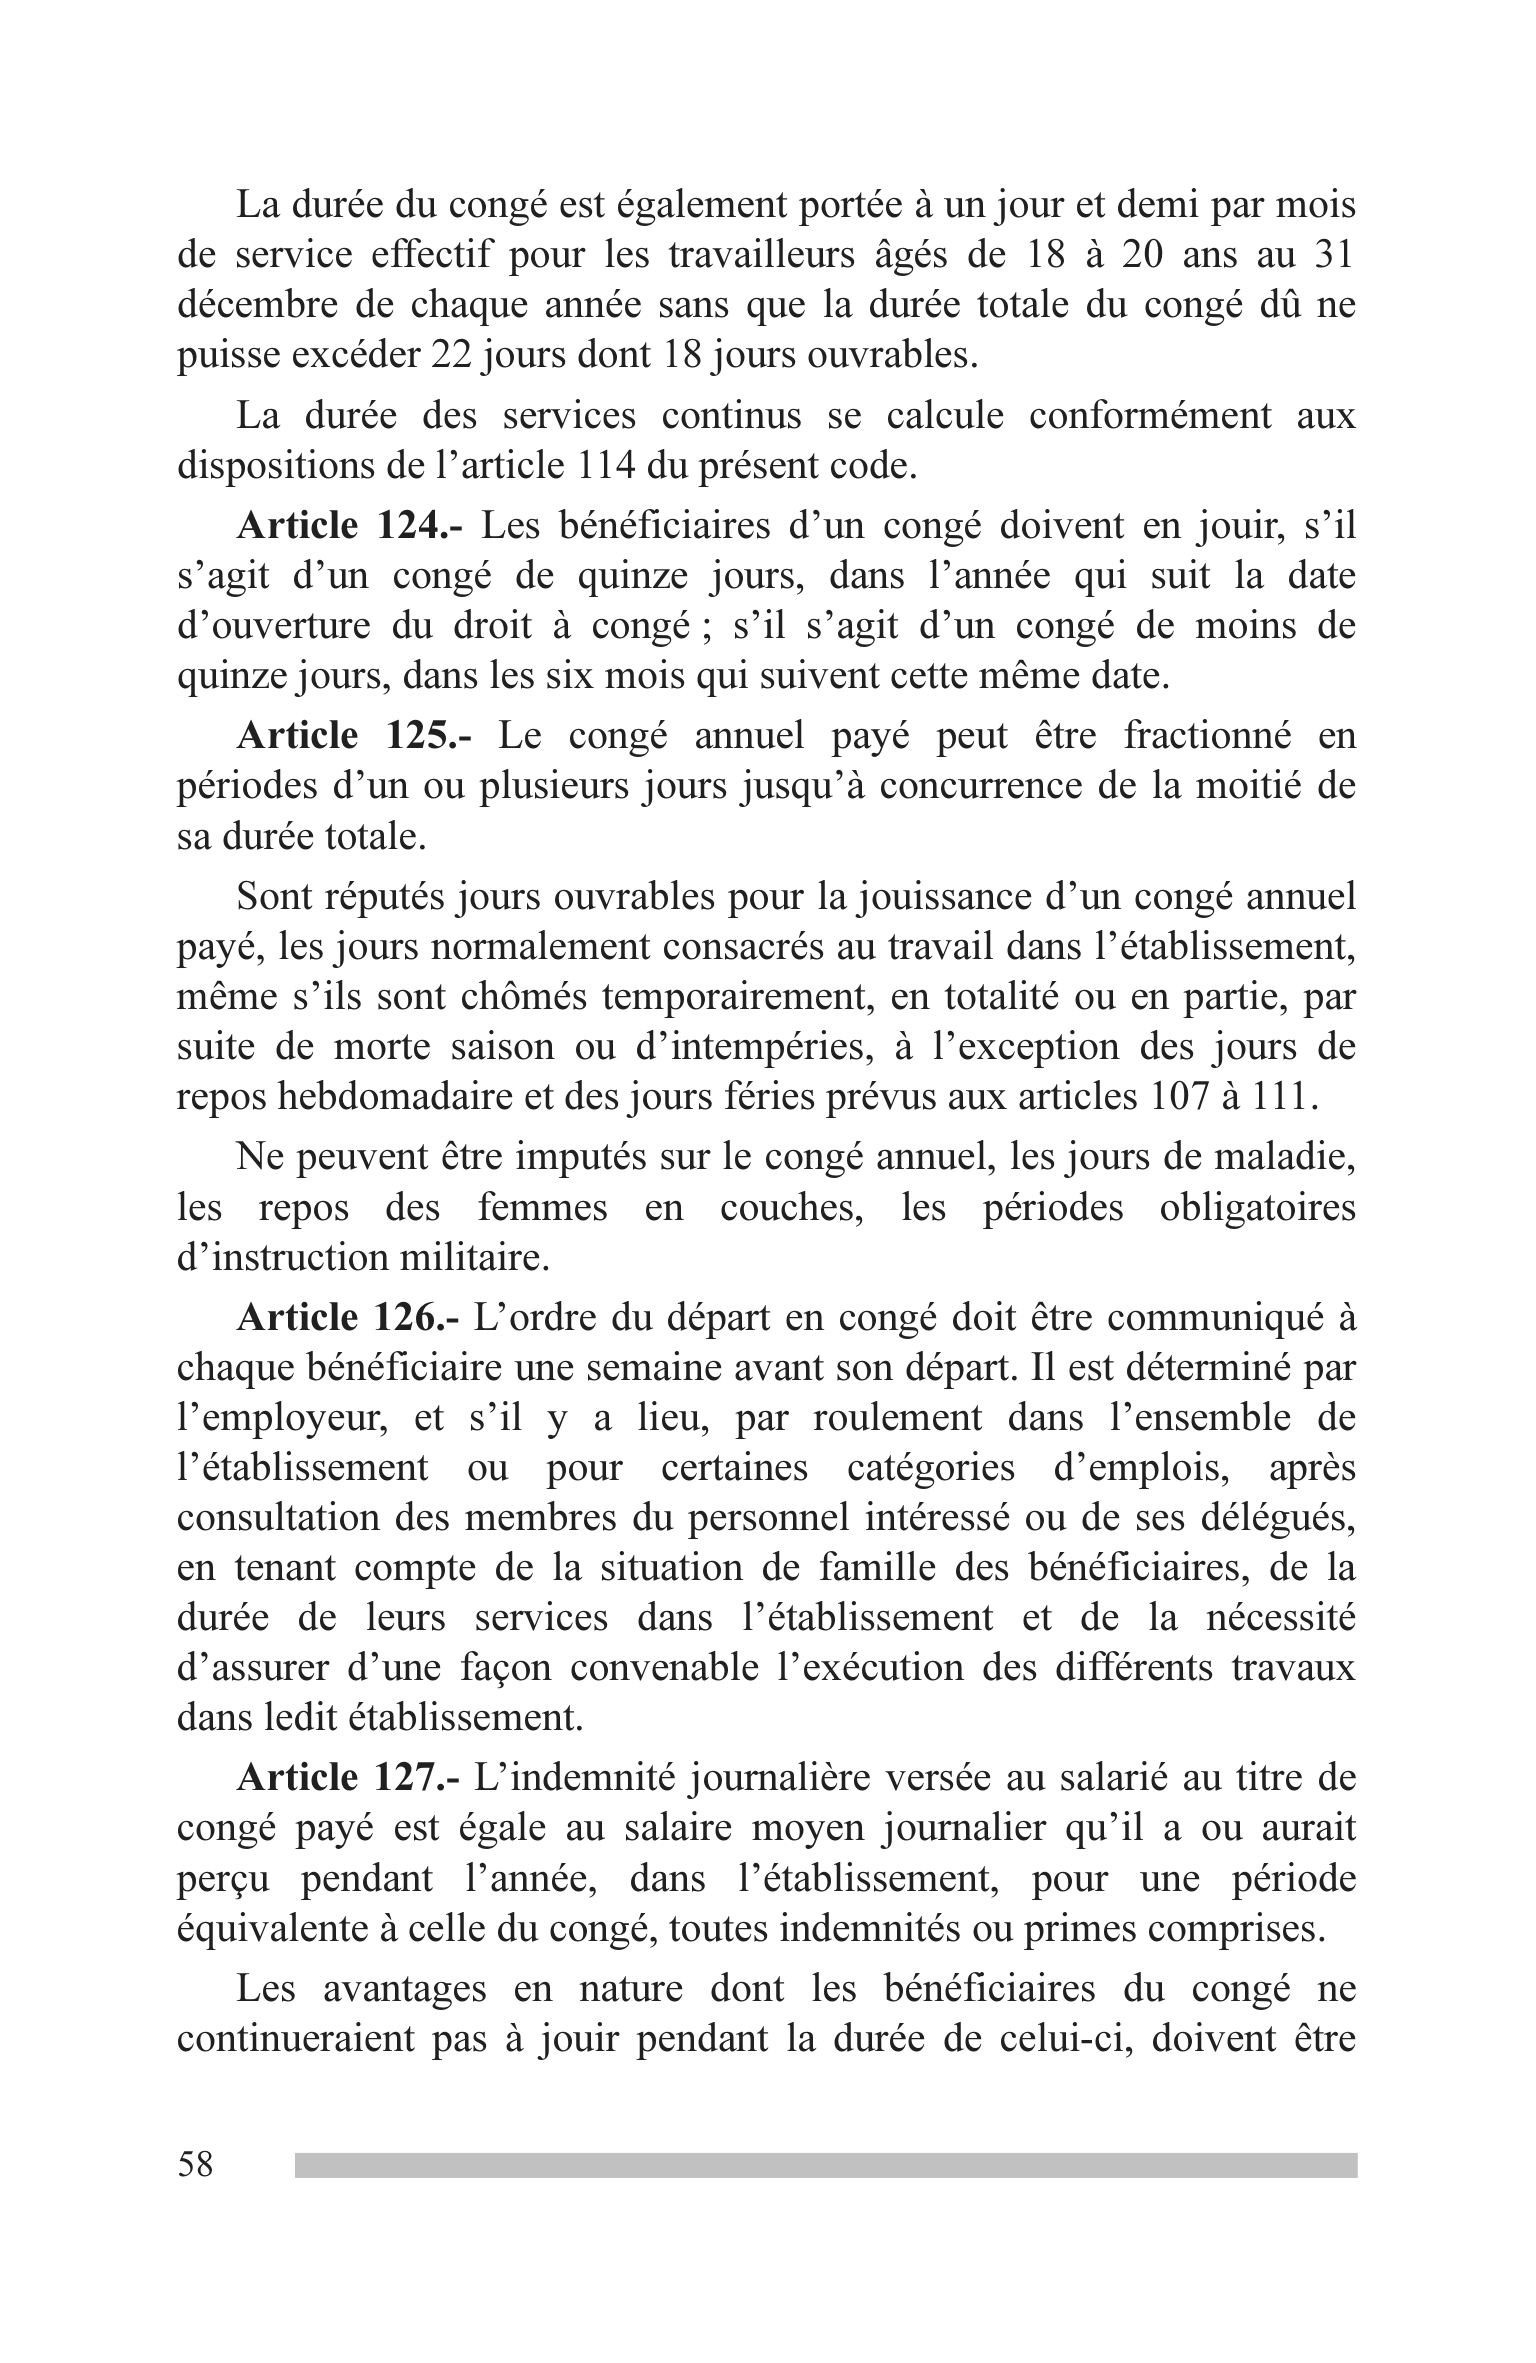 La durée du congé est également portée à un jour et demi par mois
de service effectif pour les travailleurs âgés de 18 à 20 ans au 31
décembre de chaque année sans que la durée totale du congé dû ne
puisse excéder 22 jours dont 18 jours ouvrables.
La durée des services continus se calcule conformément aux
dispositions de l’article 114 du présent code.
Article 124.- Les bénéficiaires d’un congé doivent en jouir, s’il
s’agit d’un congé de quinze jours, dans l’année qui suit la date
d’ouverture du droit à congé ; s’il s’agit d’un congé de moins de
quinze jours, dans les six mois qui suivent cette même date.
Article 125.- Le congé annuel payé peut être fractionné en
périodes d’un ou plusieurs jours jusqu’à concurrence de la moitié de
sa durée totale.
Sont réputés jours ouvrables pour la jouissance d’un congé annuel
payé, les jours normalement consacrés au travail dans l’établissement,
même s’ils sont chômés temporairement, en totalité ou en partie, par
suite de morte saison ou d’intempéries, à l’exception des jours de
repos hebdomadaire et des jours féries prévus aux articles 107 à 111.
Ne peuvent être imputés sur le congé annuel, les jours de maladie,
les repos des femmes en couches, les périodes obligatoires
d’instruction militaire.
Article 126.- L’ordre du départ en congé doit être communiqué à
chaque bénéficiaire une semaine avant son départ. Il est déterminé par
l’employeur, et s’il y a lieu, par roulement dans l’ensemble de
l’établissement ou pour certaines catégories d’emplois, après
consultation des membres du personnel intéressé ou de ses délégués,
en tenant compte de la situation de famille des bénéficiaires, de la
durée de leurs services dans l’établissement et de la nécessité
d’assurer d’une façon convenable l’exécution des différents travaux
dans ledit établissement.
Article 127.- L’indemnité journalière versée au salarié au titre de
congé payé est égale au salaire moyen journalier qu’il a ou aurait
perçu pendant l’année, dans l’établissement, pour une période
équivalente à celle du congé, toutes indemnités ou primes comprises.
Les avantages en nature dont les bénéficiaires du congé ne
continueraient pas à jouir pendant la durée de celui-ci, doivent être
58